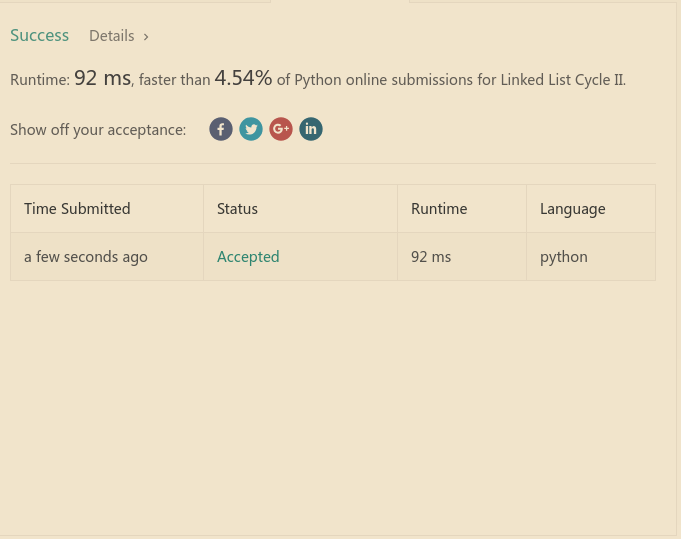 Success Details ›
Runtime: 92 ms, faster than 4.54% of Python online submissions for Linked List Cycle II.
Show off your acceptance: f G+ in
Time Submitted Status Runtime Language
a few seconds ago Accepted 92 ms python